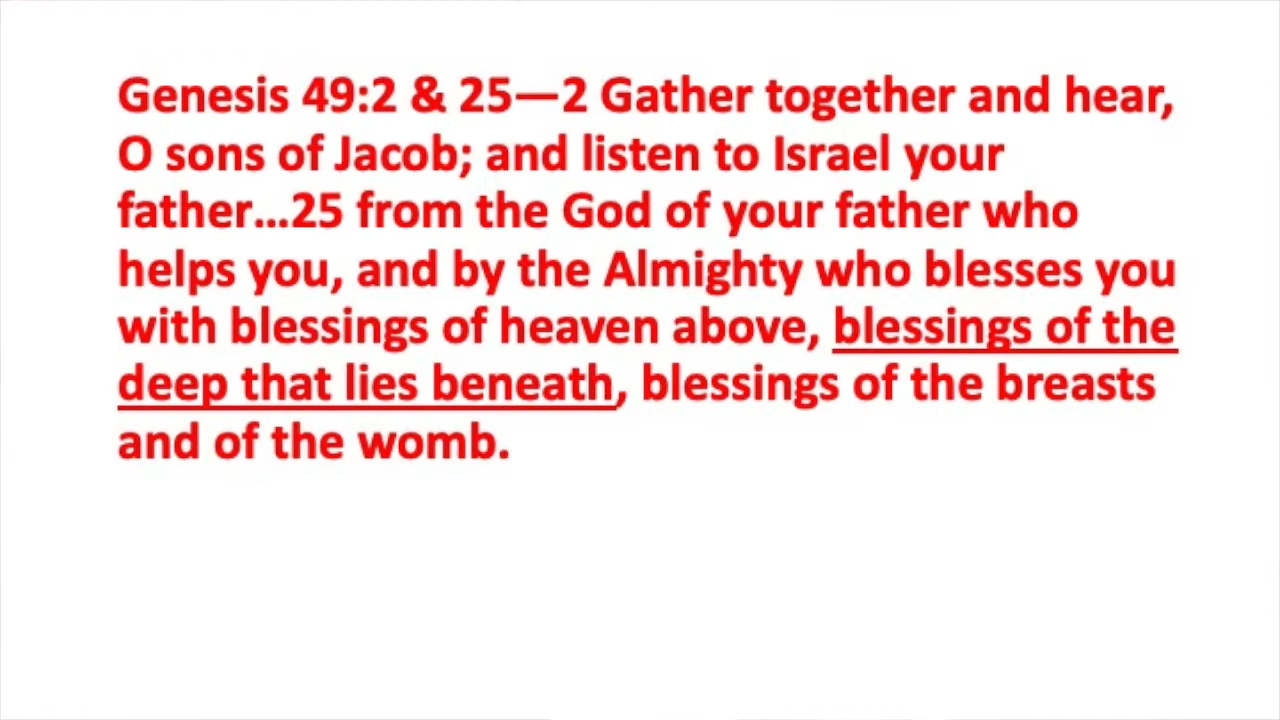 Genesis 49:2 & 25—2 Gather together and hear,
O sons of Jacob; and listen to Israel your
father…25 from the God of your father who
helps you, and by the Almighty who blesses you
with blessings of heaven above, blessings of the
deep that lies beneath, blessings of the breasts
and of the womb.